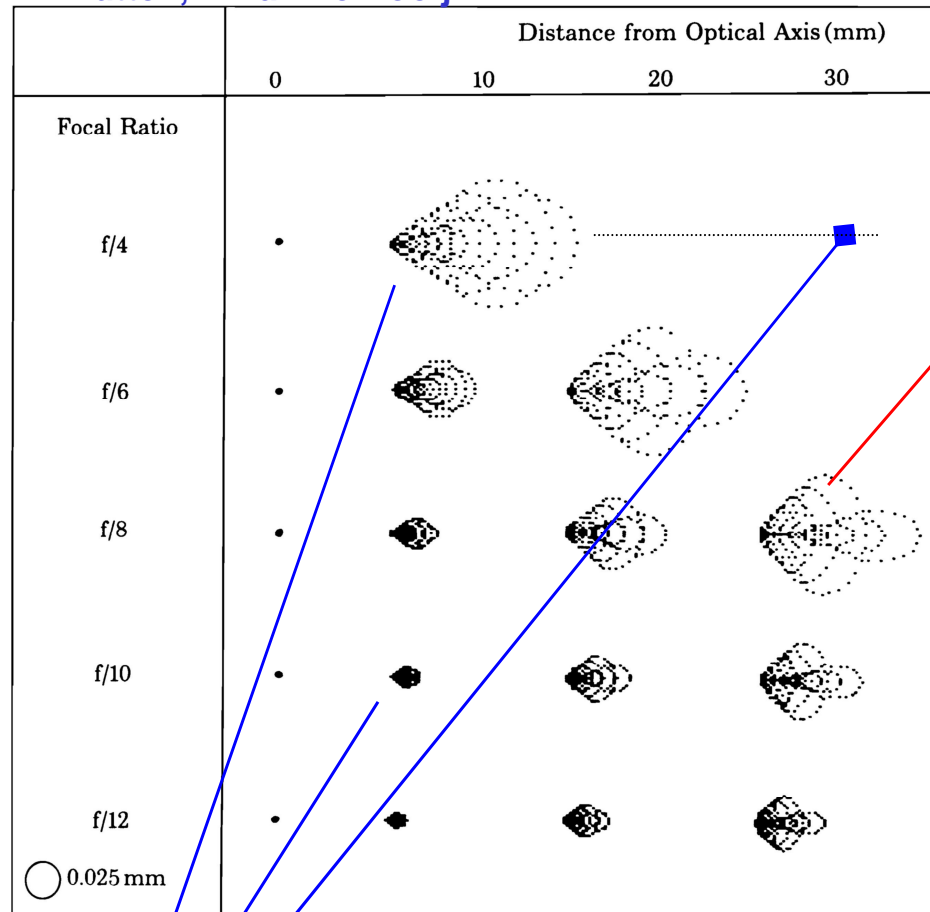 Distance from Optical Axis (mm)
0 10 20 30
Focal Ratio
f/4
f/6
f/8
f/10
f/12
0.025 mm